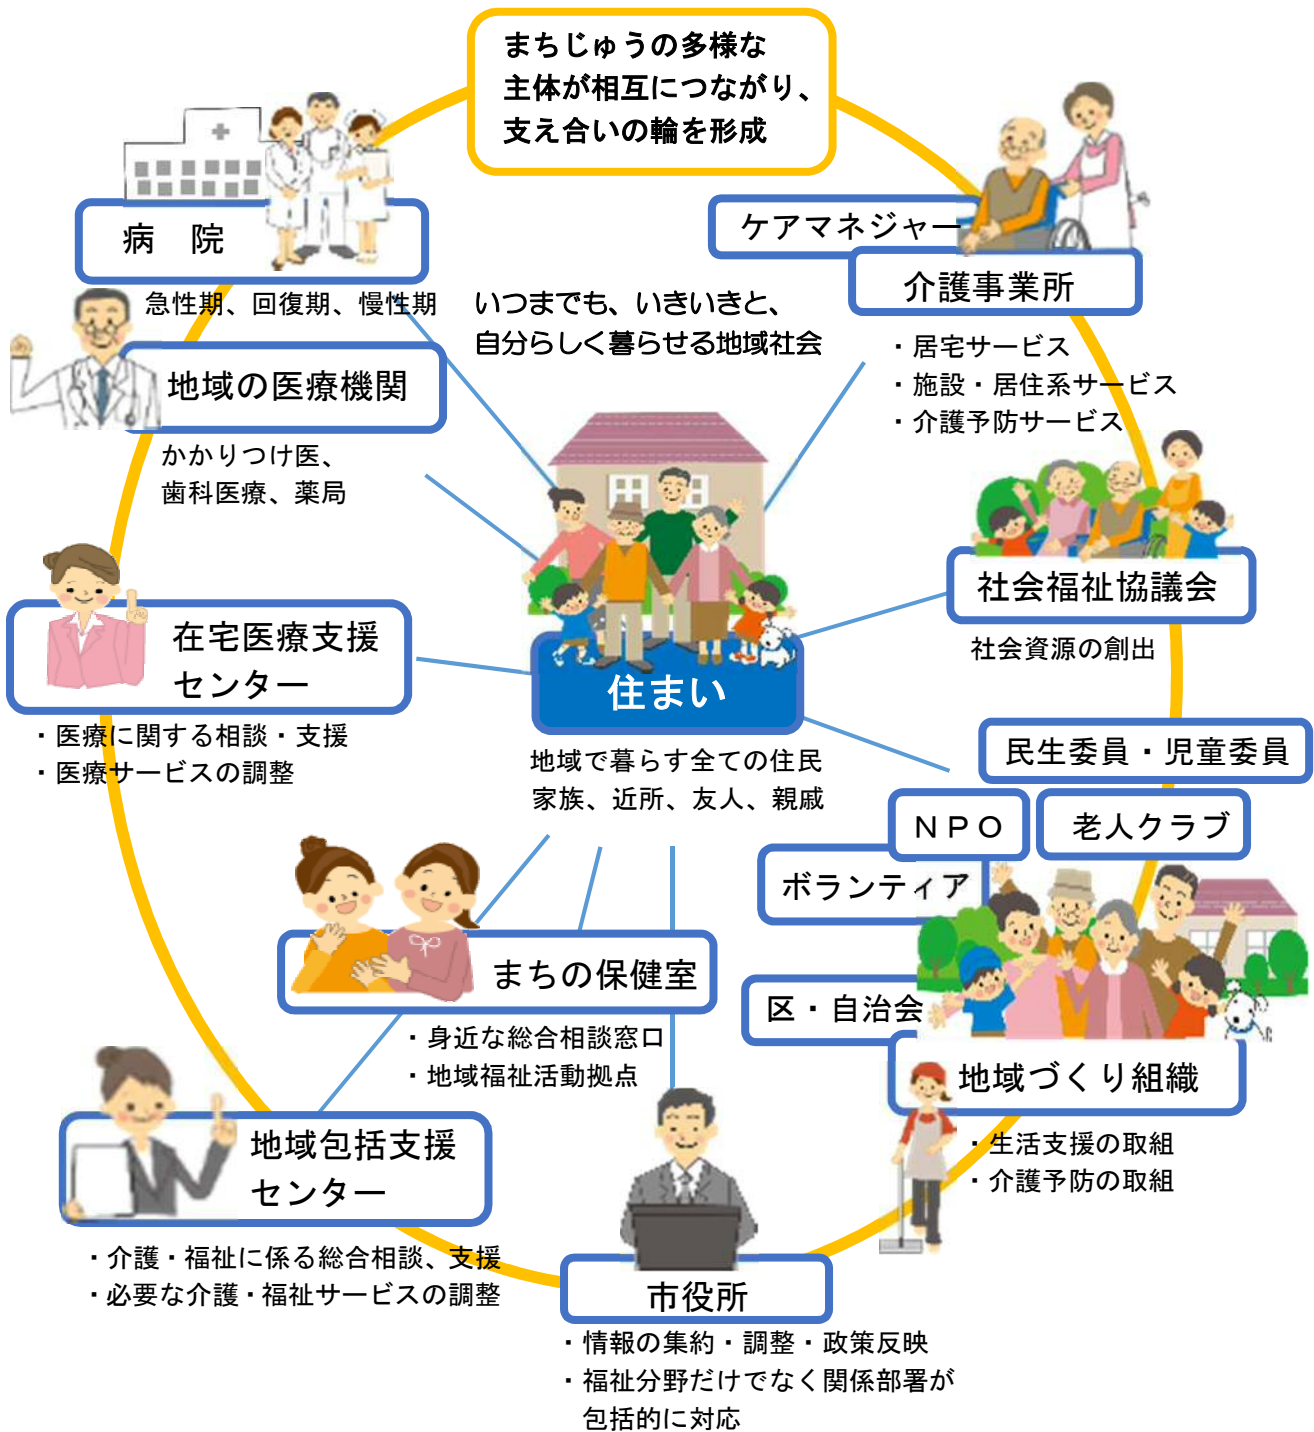 まちじゅうの多様な
主体が相互につながり、
支え合いの輪を形成
病　院
急性期、回復期、慢性期
ケアマネジャー
介護事業所
・居宅サービス
・施設・居住系サービス
・介護予防サービス
いつまでも、いきいきと、
自分らしく暮らせる地域社会
地域の医療機関
かかりつけ医、
歯科医療、薬局
社会福祉協議会
社会資源の創出
在宅医療支援
センター
・医療に関する相談・支援
・医療サービスの調整
住まい
地域で暮らす全ての住民
家族、近所、友人、親戚
民生委員・児童委員
ＮＰＯ
老人クラブ
ボランティア
区・自治会
地域づくり組織
・生活支援の取組
・介護予防の取組
まちの保健室
・身近な総合相談窓口
・地域福祉活動拠点
地域包括支援
センター
・介護・福祉に係る総合相談、支援
・必要な介護・福祉サービスの調整
市役所
・情報の集約・調整・政策反映
・福祉分野だけでなく関係部署が
包括的に対応